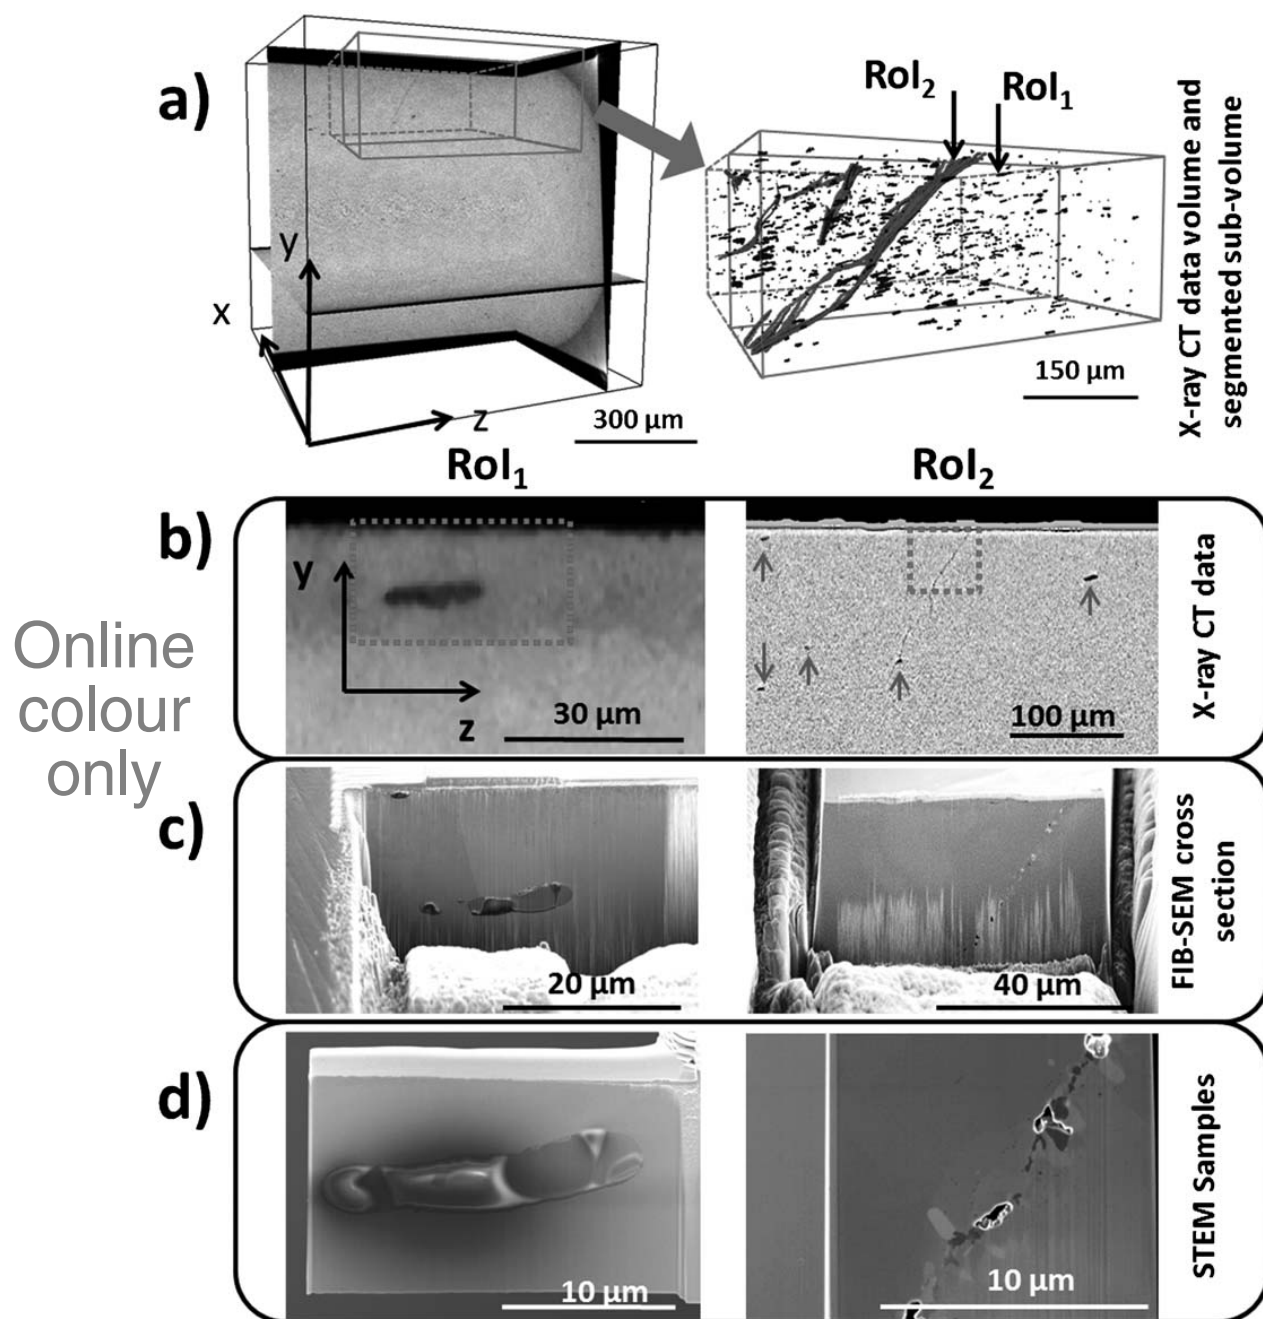 a)
RoI₂
RoI₁
y
x
z
300 μm
150 μm
X-ray CT data volume and
segmented sub-volume
RoI₁
RoI₂
b)
y
z
30 μm
100 μm
X-ray CT data
Online
colour
only
c)
20 μm
40 μm
FIB-SEM cross
section
d)
10 μm
10 μm
STEM Samples